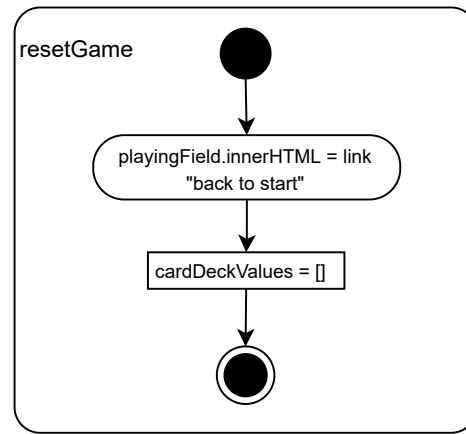 resetGame
playingField.innerHTML = link
"back to start"
cardDeckValues = []